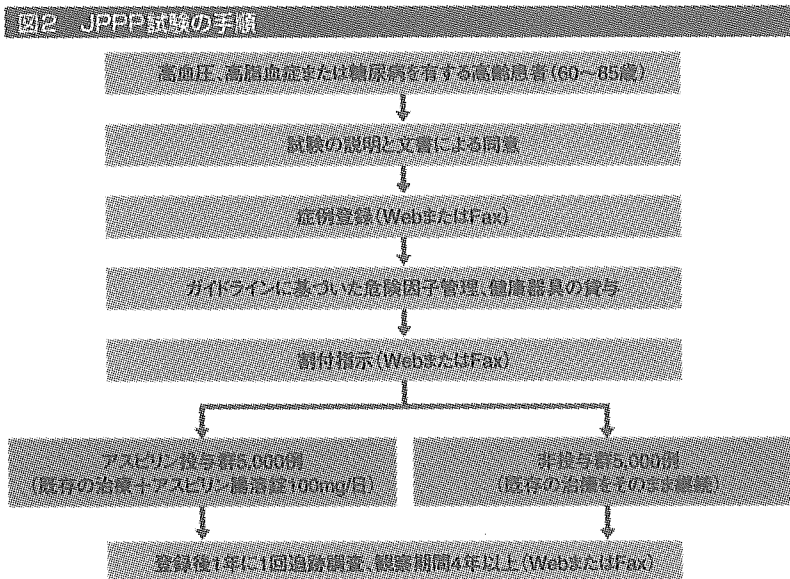 図2 JPPP試験の手順
高血圧、高脂血症または糖尿病を有する高齢患者(60〜85歳)
試験の説明と文書による同意
症例登録(WebまたはFax)
ガイドラインに基づいた危険因子管理、健康器具の貸与
割付指示(WebまたはFax)
アスピリン投与群5,000例
(既存の治療+アスピリン腸溶錠100mg/日)
非投与群5,000例
(既存の治療をそのまま継続)
登録後1年に1回追跡調査、観察期間4年以上(WebまたはFax)